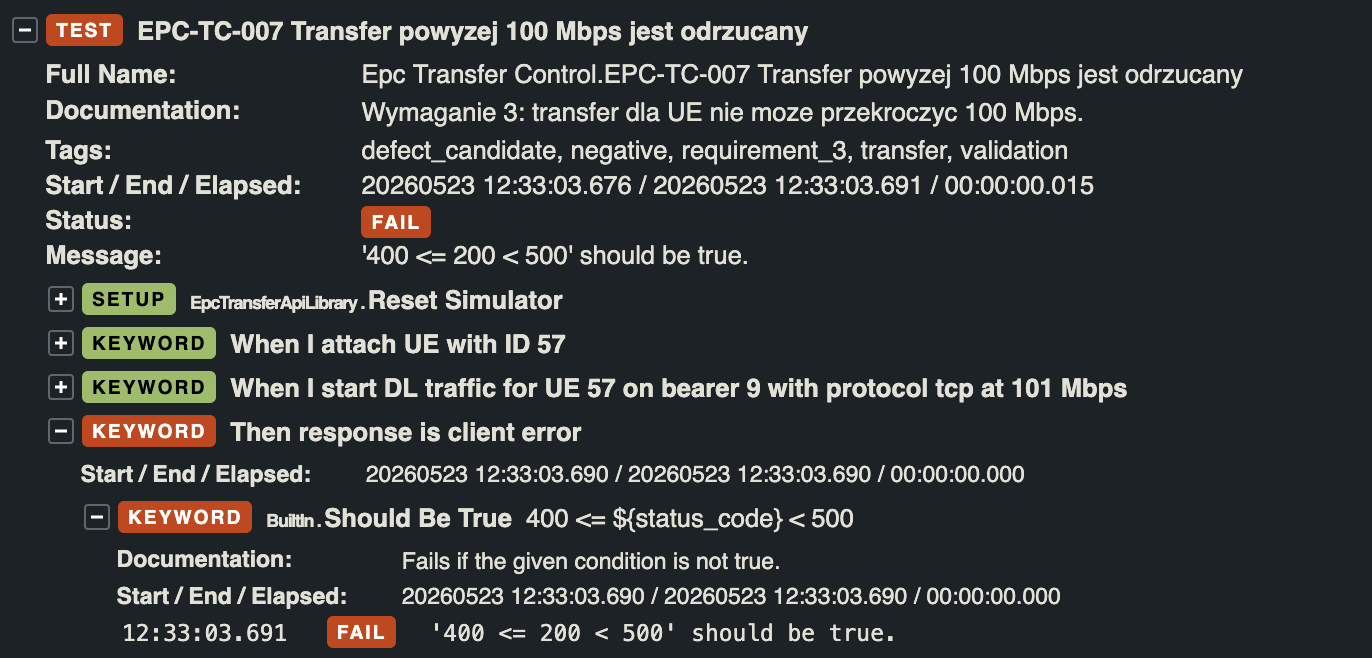 TEST EPC-TC-007 Transfer powyzej 100 Mbps jest odrzucany
Full Name: Epc Transfer Control.EPC-TC-007 Transfer powyzej 100 Mbps jest odrzucany
Documentation: Wymaganie 3: transfer dla UE nie moze przekroczyc 100 Mbps.
Tags: defect_candidate, negative, requirement_3, transfer, validation
Start / End / Elapsed: 20260523 12:33:03.676 / 20260523 12:33:03.691 / 00:00:00.015
Status: FAIL
Message: '400 <= 200 < 500' should be true.
SETUP EpcTransferApiLibrary.Reset Simulator
KEYWORD When I attach UE with ID 57
KEYWORD When I start DL traffic for UE 57 on bearer 9 with protocol tcp at 101 Mbps
KEYWORD Then response is client error
Start / End / Elapsed: 20260523 12:33:03.690 / 20260523 12:33:03.690 / 00:00:00.000
KEYWORD BuiltIn.Should Be True 400 <= ${status_code} < 500
Documentation: Fails if the given condition is not true.
Start / End / Elapsed: 20260523 12:33:03.690 / 20260523 12:33:03.690 / 00:00:00.000
12:33:03.691 FAIL '400 <= 200 < 500' should be true.